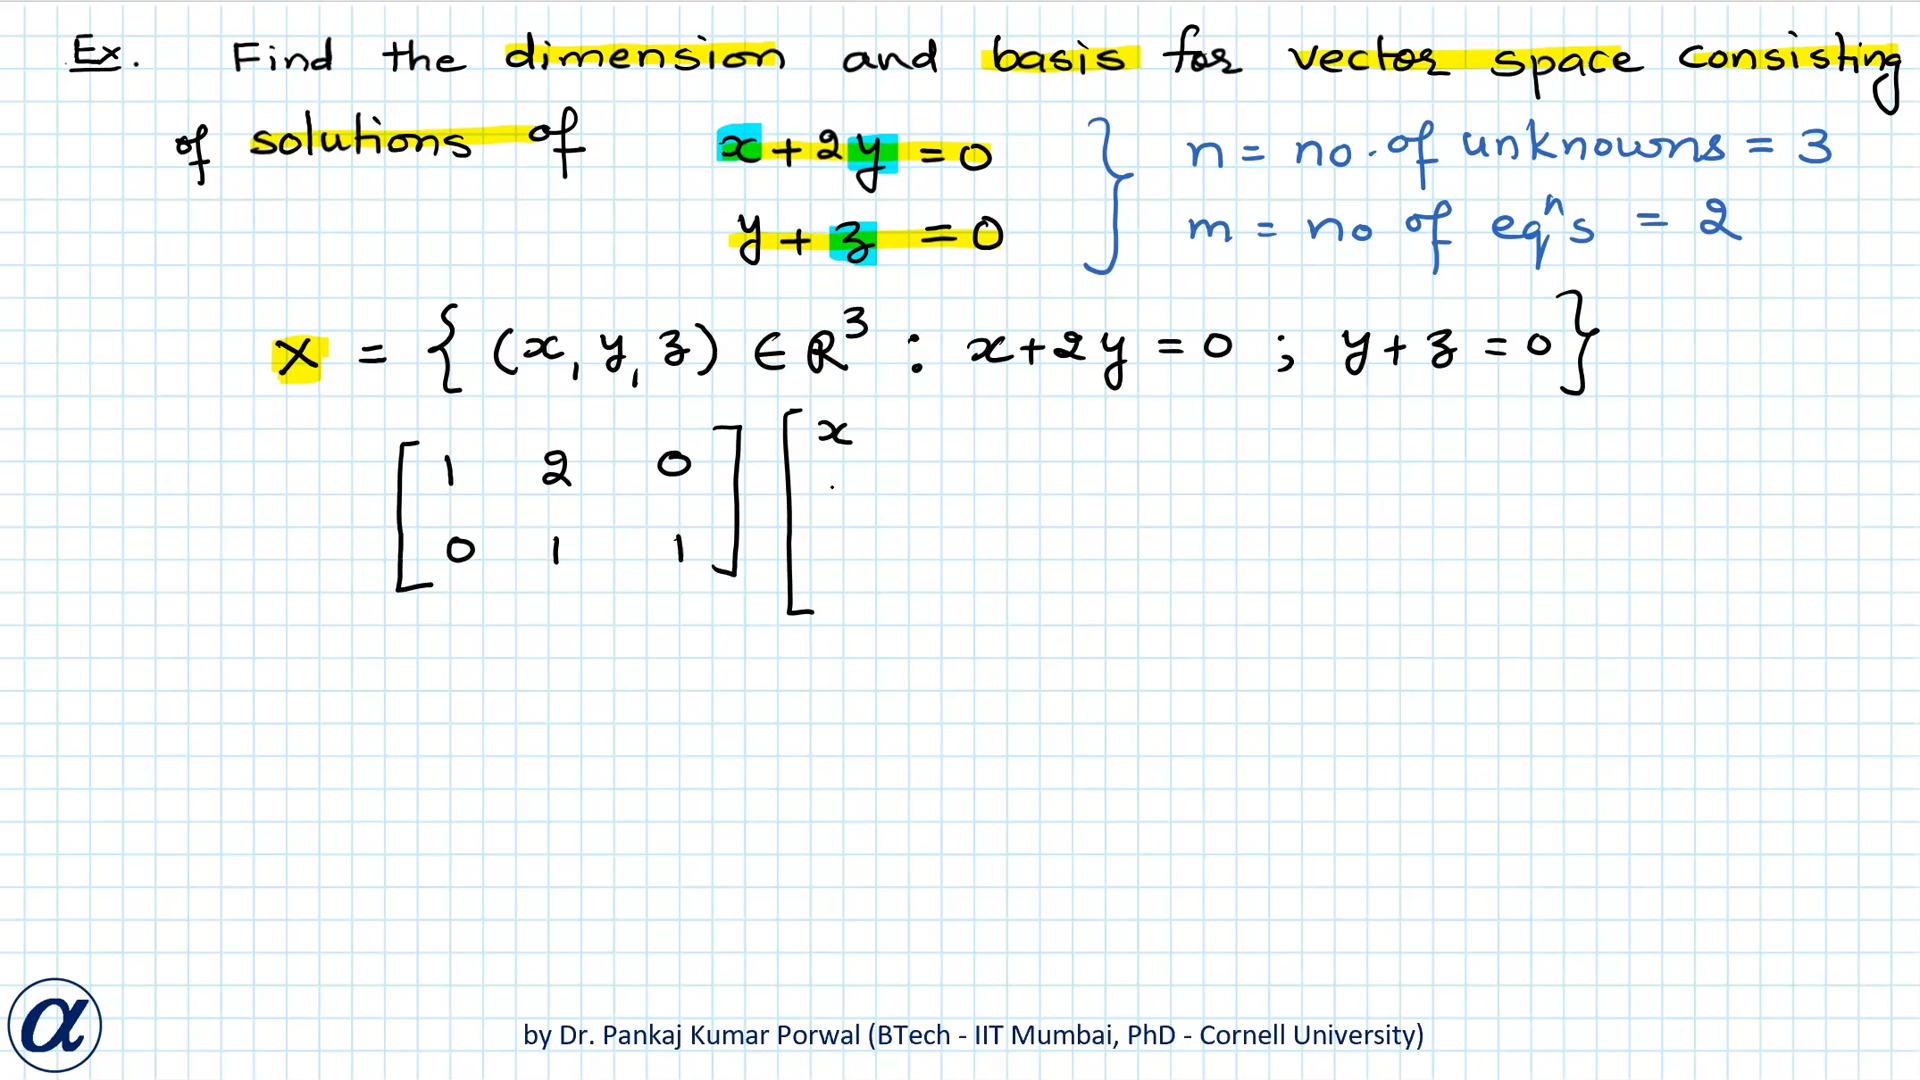 Ex. Find the dimension and basis for vector space consisting
of solutions of x + 2y = 0 } n = no. of unknowns = 3
y + z = 0 m = no of eqⁿs = 2
X = { (x, y, z) ∈ R³ : x + 2y = 0 ; y + z = 0 }
[ 1 2 0 ] [ x
0 1 1
α
by Dr. Pankaj Kumar Porwal (BTech - IIT Mumbai, PhD - Cornell University)